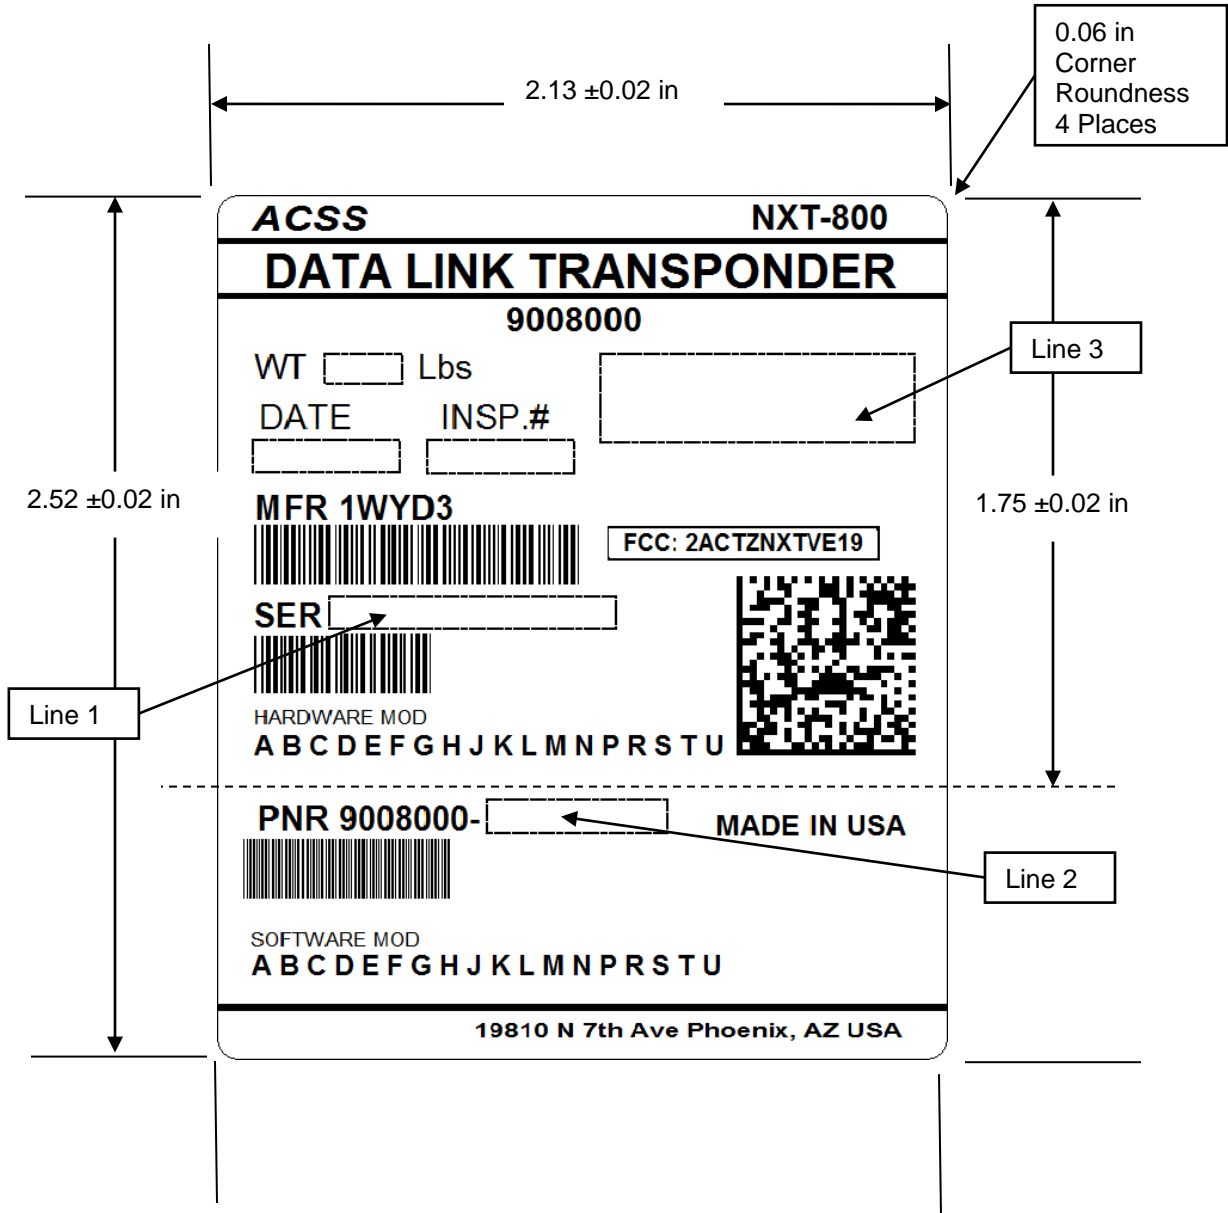 0.06 in
Corner
Roundness
4 Places
2.13 ±0.02 in
ACSS NXT-800
DATA LINK TRANSPONDER
9008000
Line 3
WT Lbs
DATE INSP.#
2.52 ±0.02 in
1.75 ±0.02 in
MFR 1WYD3
FCC: 2ACTZNXTVE19
SER
Line 1
HARDWARE MOD
A B C D E F G H J K L M N P R S T U
PNR 9008000-
MADE IN USA
Line 2
SOFTWARE MOD
A B C D E F G H J K L M N P R S T U
19810 N 7th Ave Phoenix, AZ USA